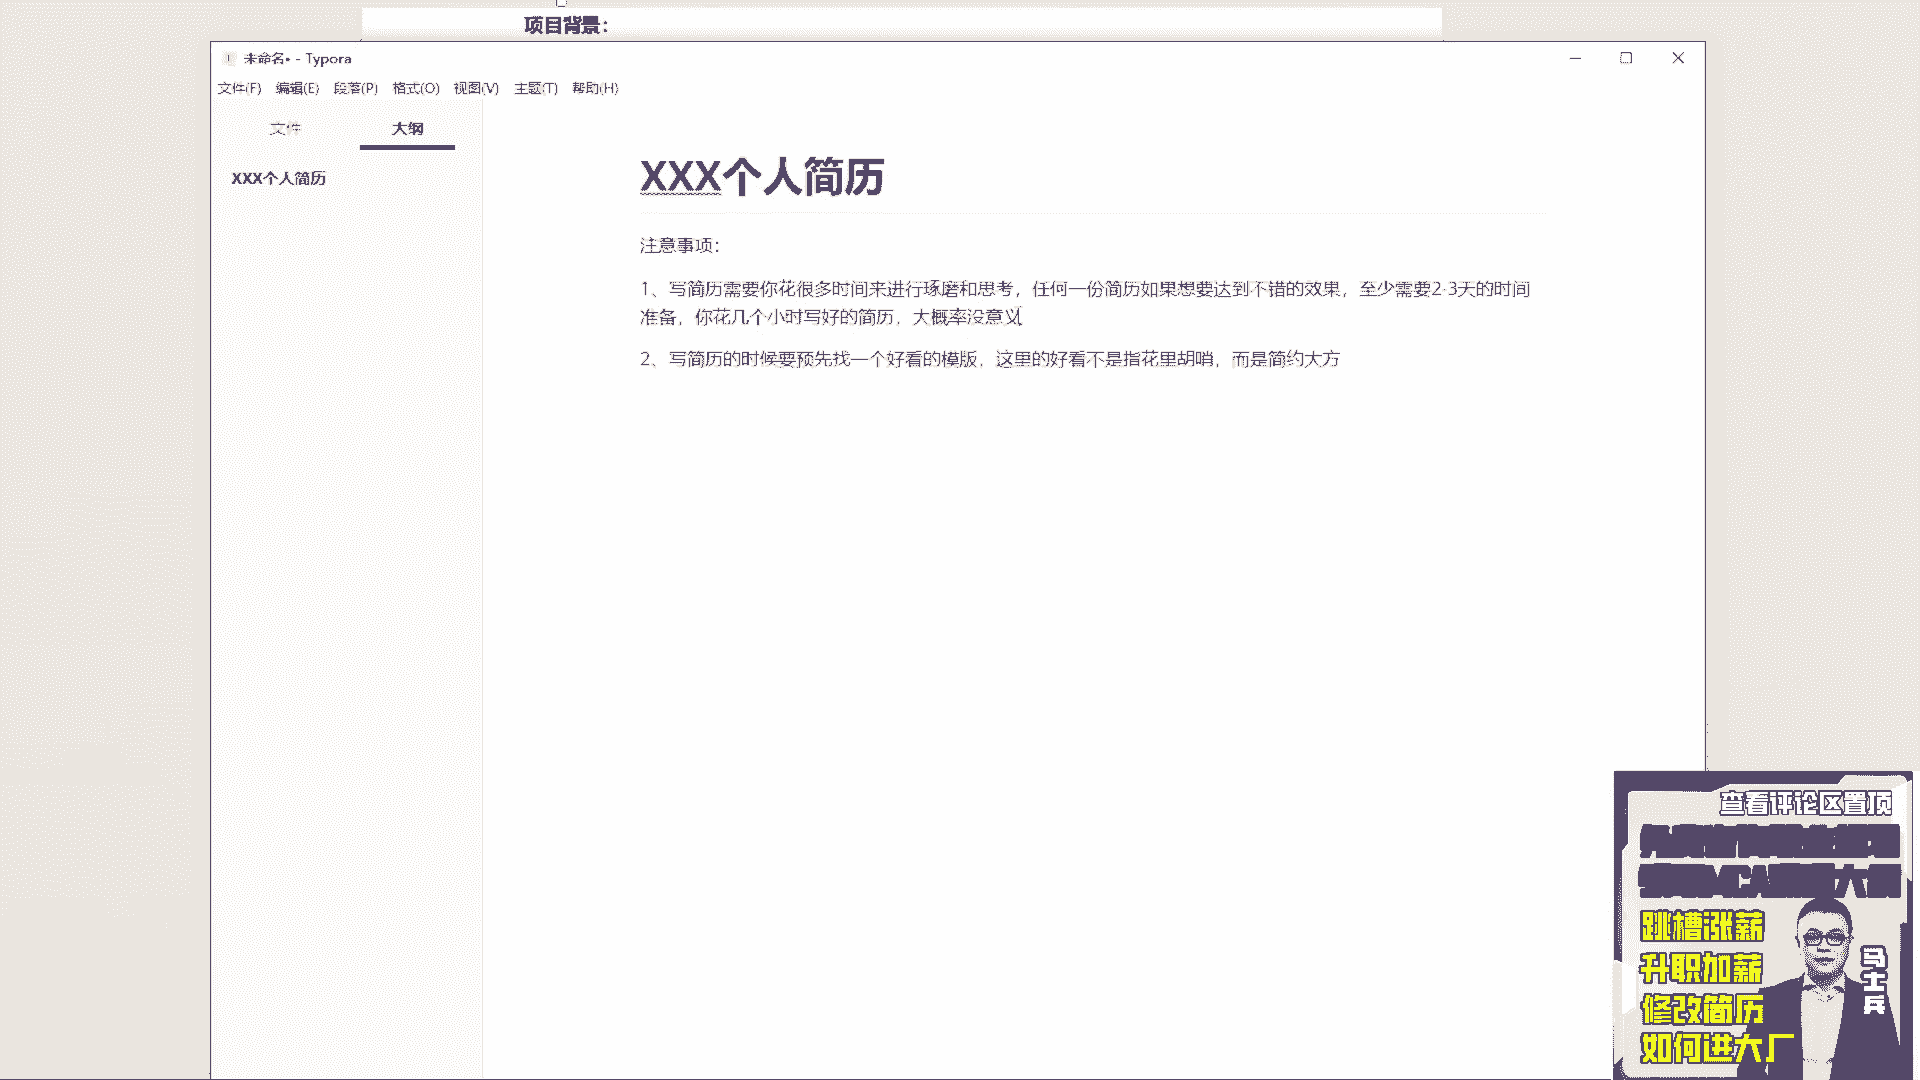 项目背景：
未命名• - Typora
文件(F) 编辑(E) 段落(P) 格式(O) 视图(V) 主题(T) 帮助(H)
文件 大纲
XXX个人简历
XXX个人简历
注意事项：
1、写简历需要你花很多时间来进行琢磨和思考，任何一份简历如果想要达到不错的效果，至少需要2-3天的时间
准备，你花几个小时写好的简历，大概率没意义
2、写简历的时候要预先找一个好看的模版，这里的好看不是指花里胡哨，而是简约大方
查看评论区置顶
跳槽涨薪
升职加薪
修改简历
如何进大厂
马士兵